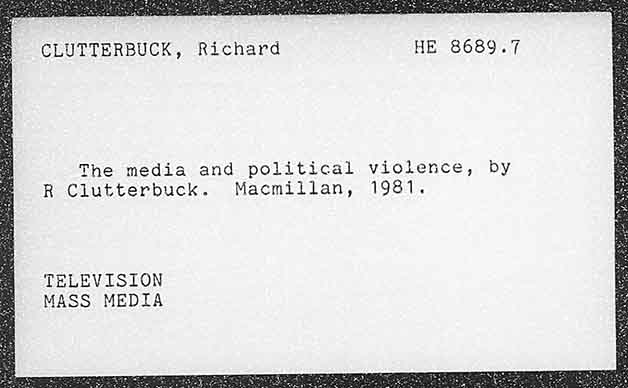 CLUTTERBUCK, Richard HE 8689.7
The media and political violence, by
R Clutterbuck. Macmillan, 1981.
TELEVISION
MASS MEDIA